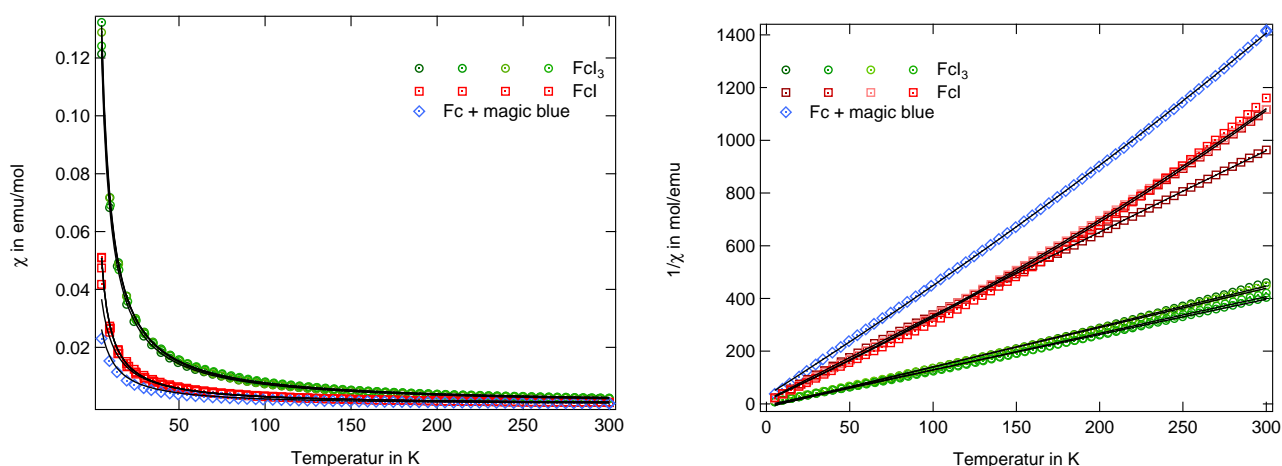 0.12
0.10
0.08
0.06
0.04
0.02
χ in emu/mol
FcI₃
FcI
Fc + magic blue
50
100
150
200
250
300
Temperatur in K
1400
1200
1000
800
600
400
200
0
1/χ in mol/emu
FcI₃
FcI
Fc + magic blue
0
50
100
150
200
250
300
Temperatur in K